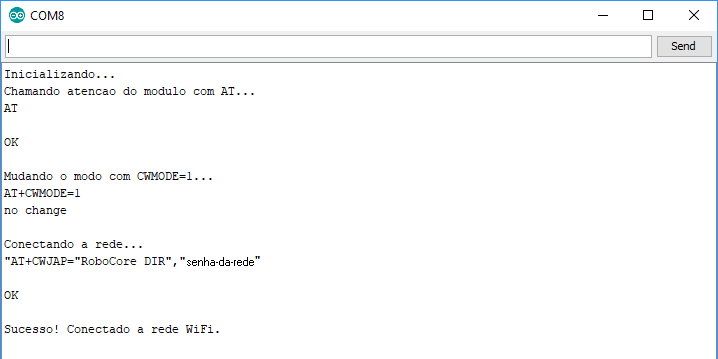 COM8
Send
Inicializando...
Chamando atencao do modulo com AT...
AT
OK
Mudando o modo com CWMODE=1...
AT+CWMODE=1
no change
Conectando a rede...
"AT+CWJAP="RoboCore DIR","senha-da-rede"
OK
Sucesso! Conectado a rede WiFi.